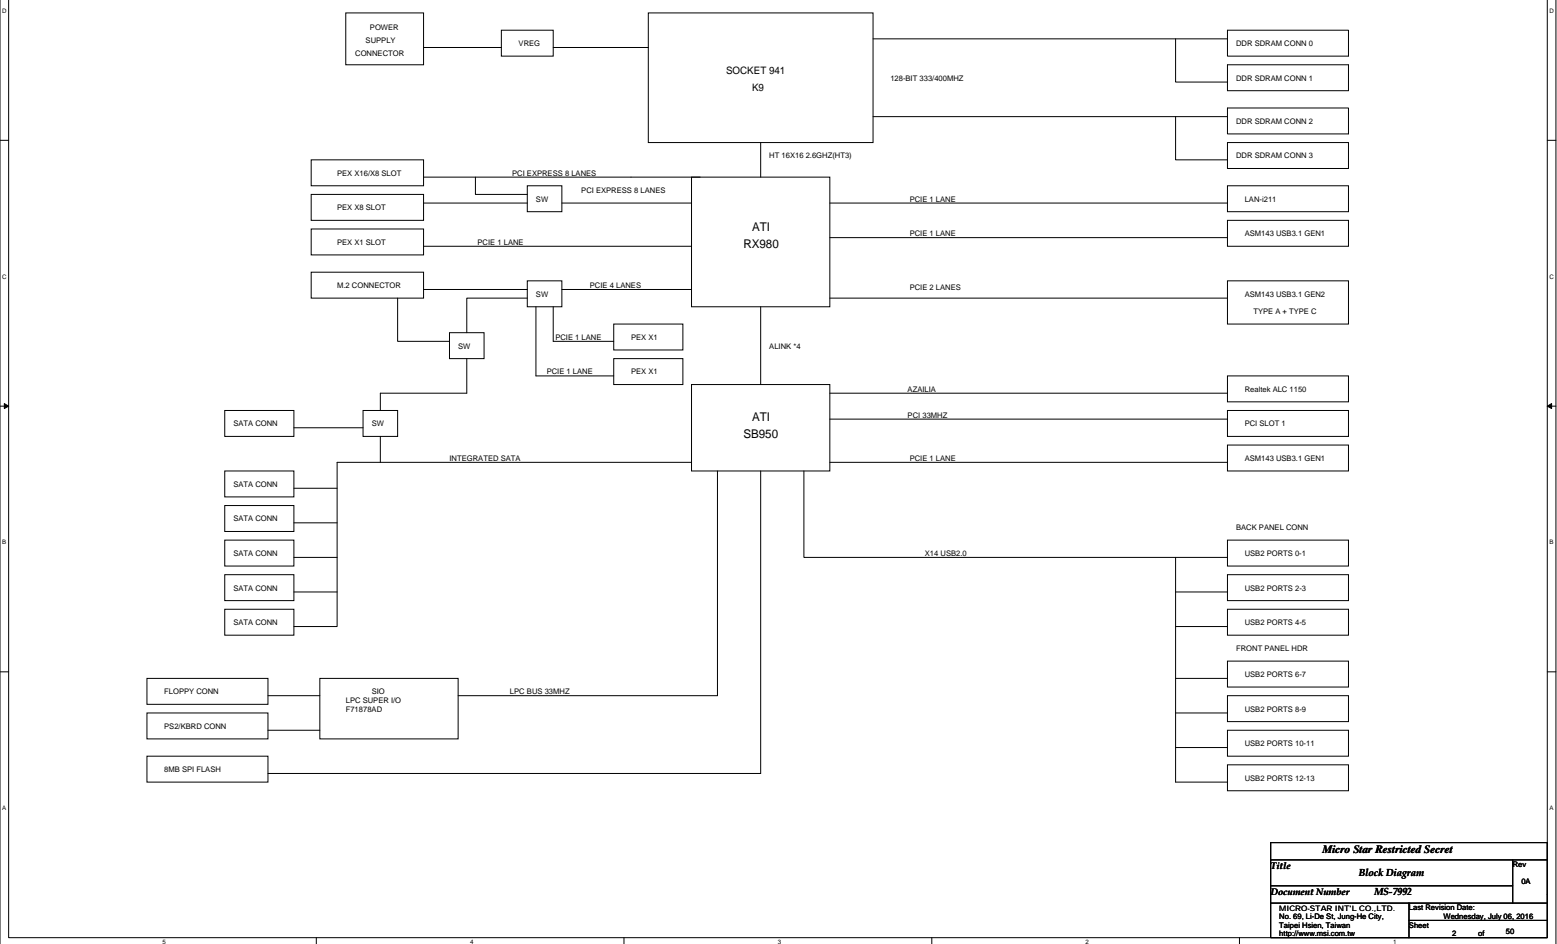 D
D
POWER
SUPPLY
CONNECTOR
VREG
SOCKET 941
K9
128-BIT 333/400MHZ
DDR SDRAM CONN 0
DDR SDRAM CONN 1
DDR SDRAM CONN 2
DDR SDRAM CONN 3
HT 16X16 2.6GHZ(HT3)
PEX X16/X8 SLOT
PCI EXPRESS 8 LANES
PCI EXPRESS 8 LANES
SW
PEX X8 SLOT
PEX X1 SLOT
PCIE 1 LANE
ATI
RX980
PCIE 1 LANE
LAN-i211
PCIE 1 LANE
ASM143 USB3.1 GEN1
C
C
M.2 CONNECTOR
SW
PCIE 4 LANES
PCIE 2 LANES
ASM143 USB3.1 GEN2
TYPE A + TYPE C
SW
PCIE 1 LANE
PEX X1
PCIE 1 LANE
PEX X1
ALINK *4
ATI
SB950
AZAILIA
Realtek ALC 1150
PCI 33MHZ
PCI SLOT 1
PCIE 1 LANE
ASM143 USB3.1 GEN1
SATA CONN
SW
INTEGRATED SATA
SATA CONN
SATA CONN
SATA CONN
SATA CONN
SATA CONN
B
B
BACK PANEL CONN
X14 USB2.0
USB2 PORTS 0-1
USB2 PORTS 2-3
USB2 PORTS 4-5
FRONT PANEL HDR
USB2 PORTS 6-7
USB2 PORTS 8-9
USB2 PORTS 10-11
USB2 PORTS 12-13
FLOPPY CONN
PS2/KBRD CONN
SIO
LPC SUPER I/O
F71878AD
LPC BUS 33MHZ
8MB SPI FLASH
A
A
Micro Star Restricted Secret
Title
Block Diagram
Rev
0A
Document Number MS-7992
MICRO-STAR INT'L CO.,LTD.
No. 69, Li-De St, Jung-He City,
Taipei Hsien, Taiwan
http://www.msi.com.tw
Last Revision Date:
Wednesday, July 06, 2016
Sheet
2 of 50
5
4
3
2
1